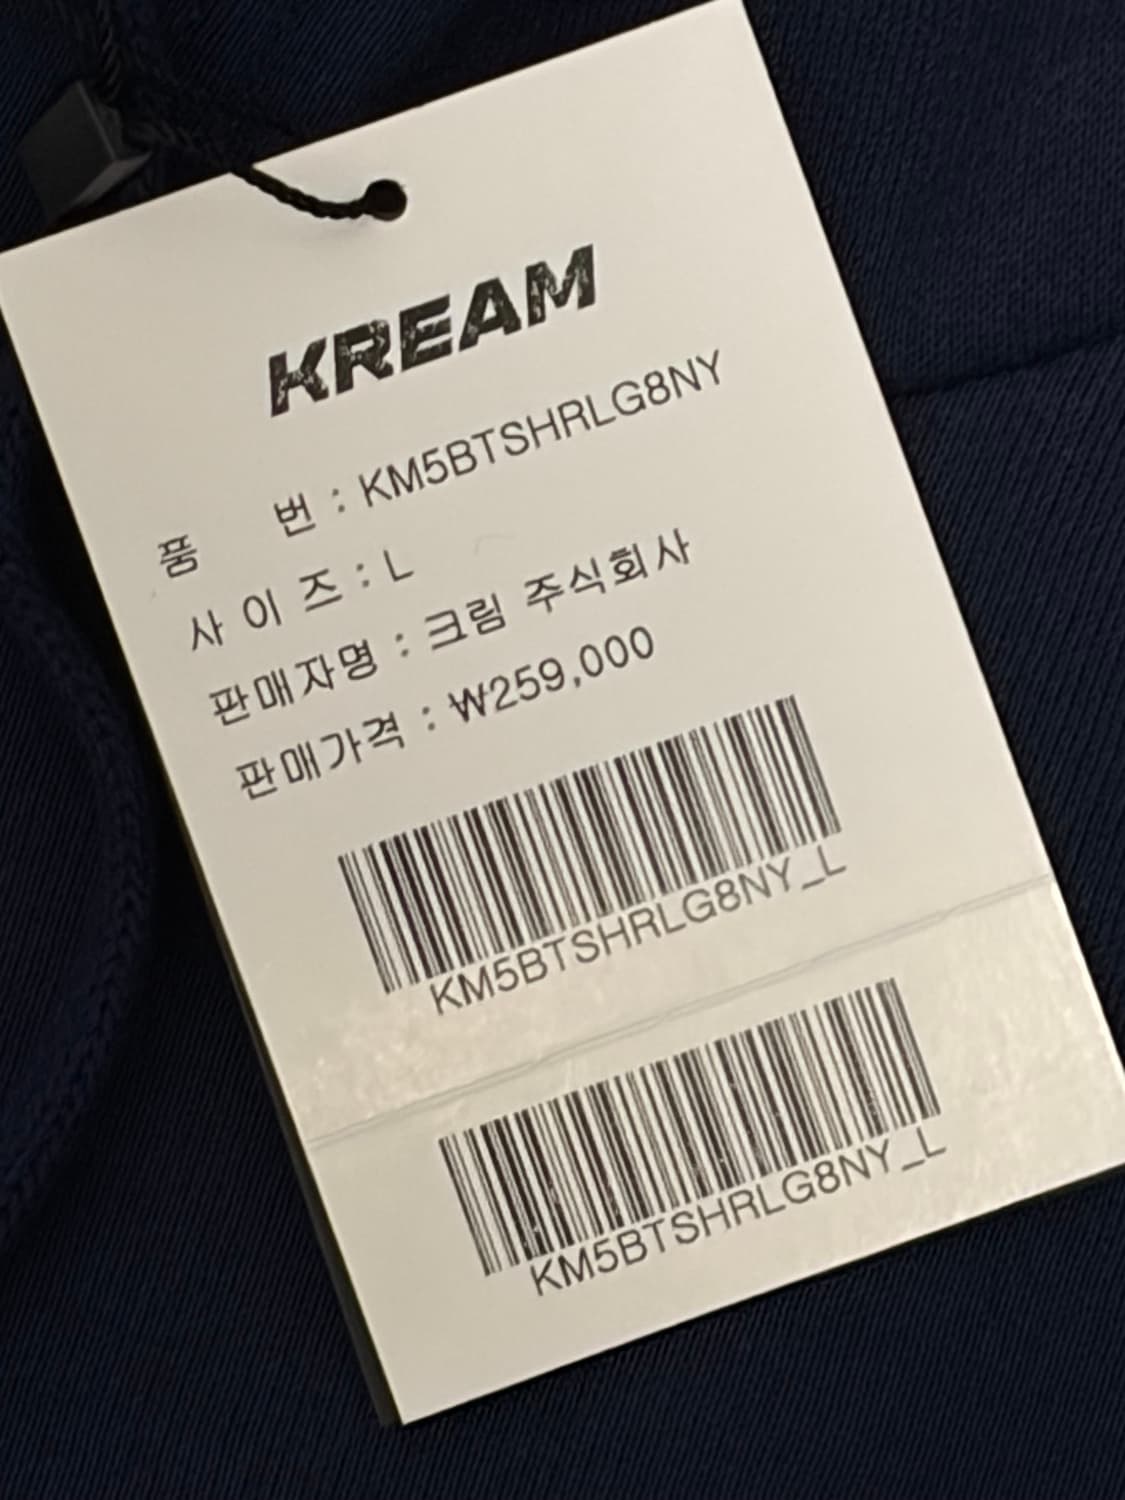 KREAM
품 번 : KM5BTSHRLG8NY
사 이 즈 : L
판매자명 : 크림 주식회사
판매가격 : ₩259,000
KM5BTSHRLG8NY_L
KM5BTSHRLG8NY_L